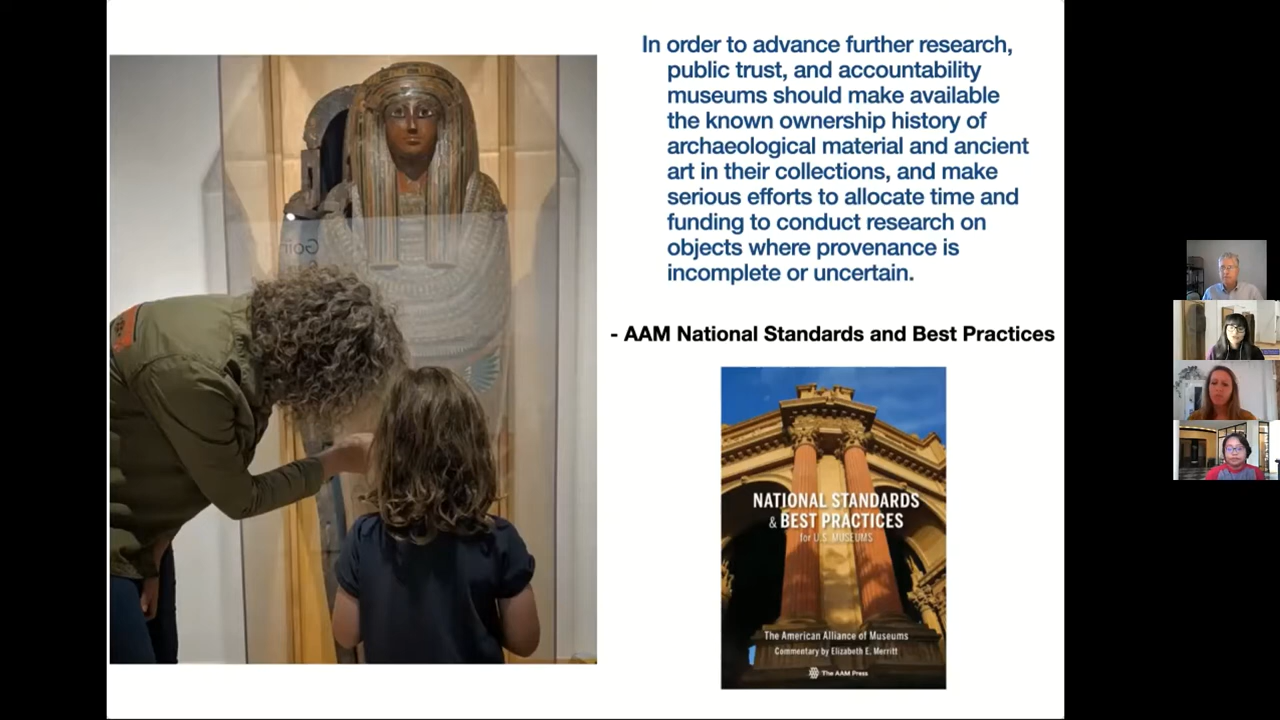 In order to advance further research,
public trust, and accountability
museums should make available
the known ownership history of
archaeological material and ancient
art in their collections, and make
serious efforts to allocate time and
funding to conduct research on
objects where provenance is
incomplete or uncertain.
- AAM National Standards and Best Practices
NATIONAL STANDARDS
& BEST PRACTICES
for U.S. MUSEUMS
The American Alliance of Museums
Commentary by Elizabeth E. Merritt
The AAM Press